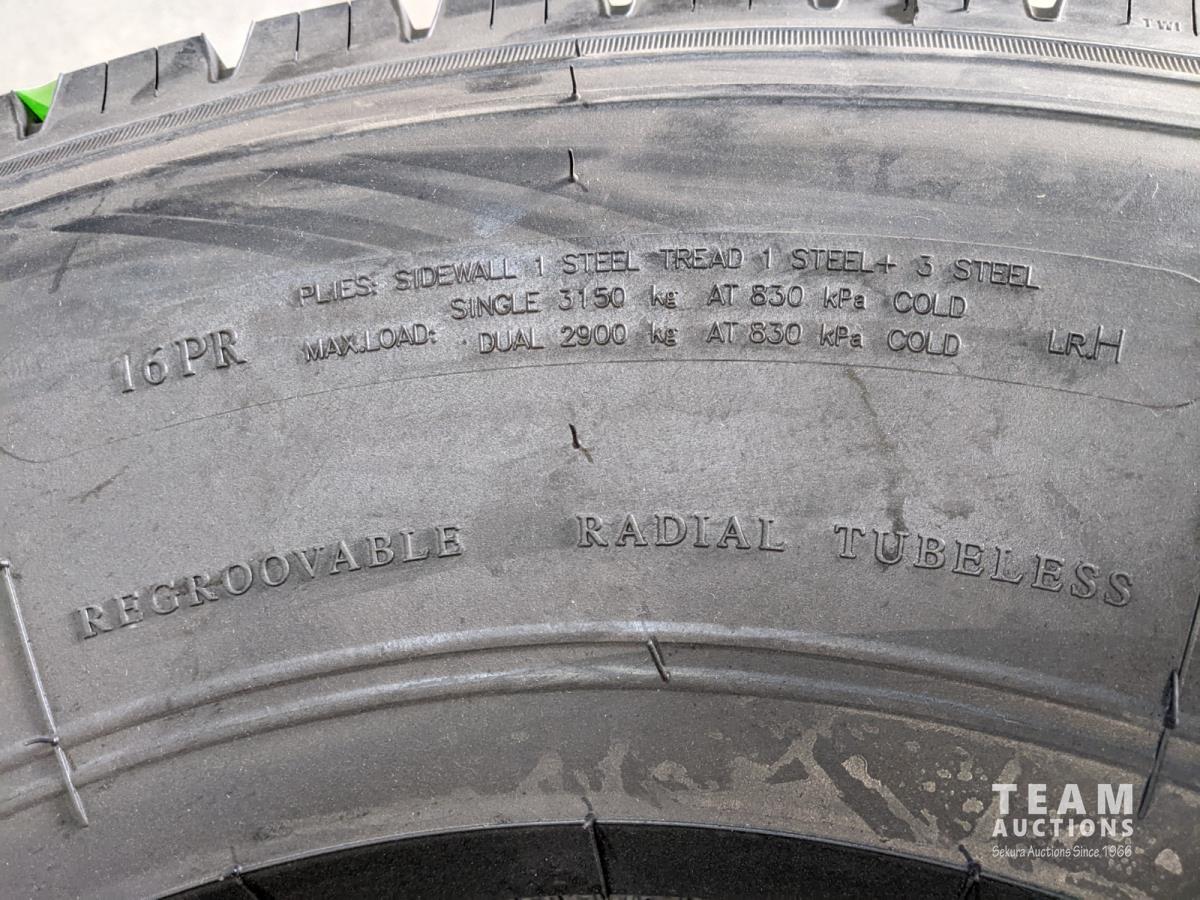 TWI
PLIES: SIDEWALL 1 STEEL TREAD 1 STEEL+ 3 STEEL
SINGLE 3150 kg AT 830 kPa COLD
16PR MAX.LOAD: DUAL 2900 kg AT 830 kPa COLD LR.H
REGROOVABLE RADIAL TUBELESS
TEAM
AUCTIONS
Sekura Auctions Since, 1966